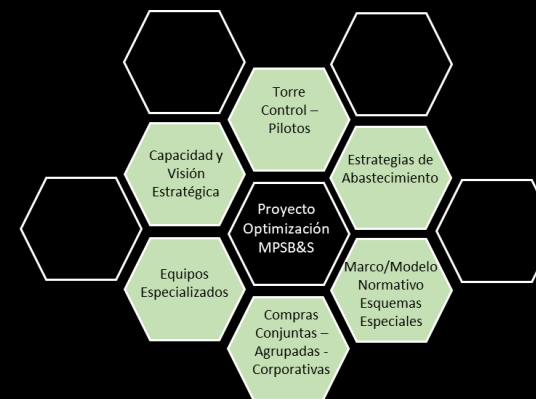 Torre
Control –
Pilotos
Capacidad y
Visión
Estratégica
Estrategias de
Abastecimiento
Proyecto
Optimización
MPSB&S
Equipos
Especializados
Marco/Modelo
Normativo
Esquemas
Especiales
Compras
Conjuntas –
Agrupadas -
Corporativas